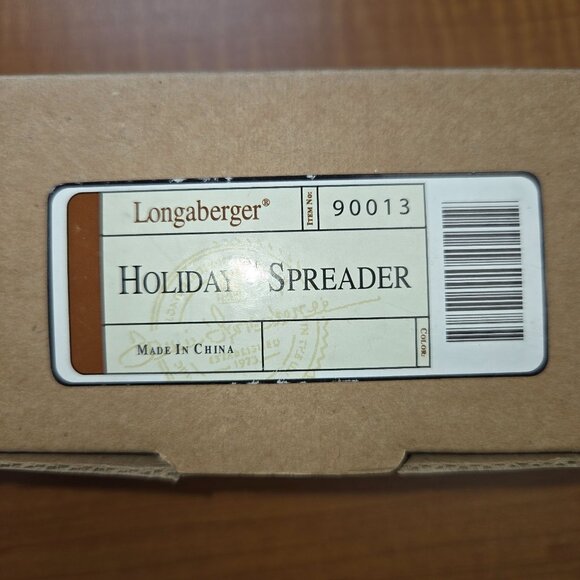 Longaberger®
ITEM NO:
90013
HOLIDAY SPREADER
MADE IN CHINA
COLOR: